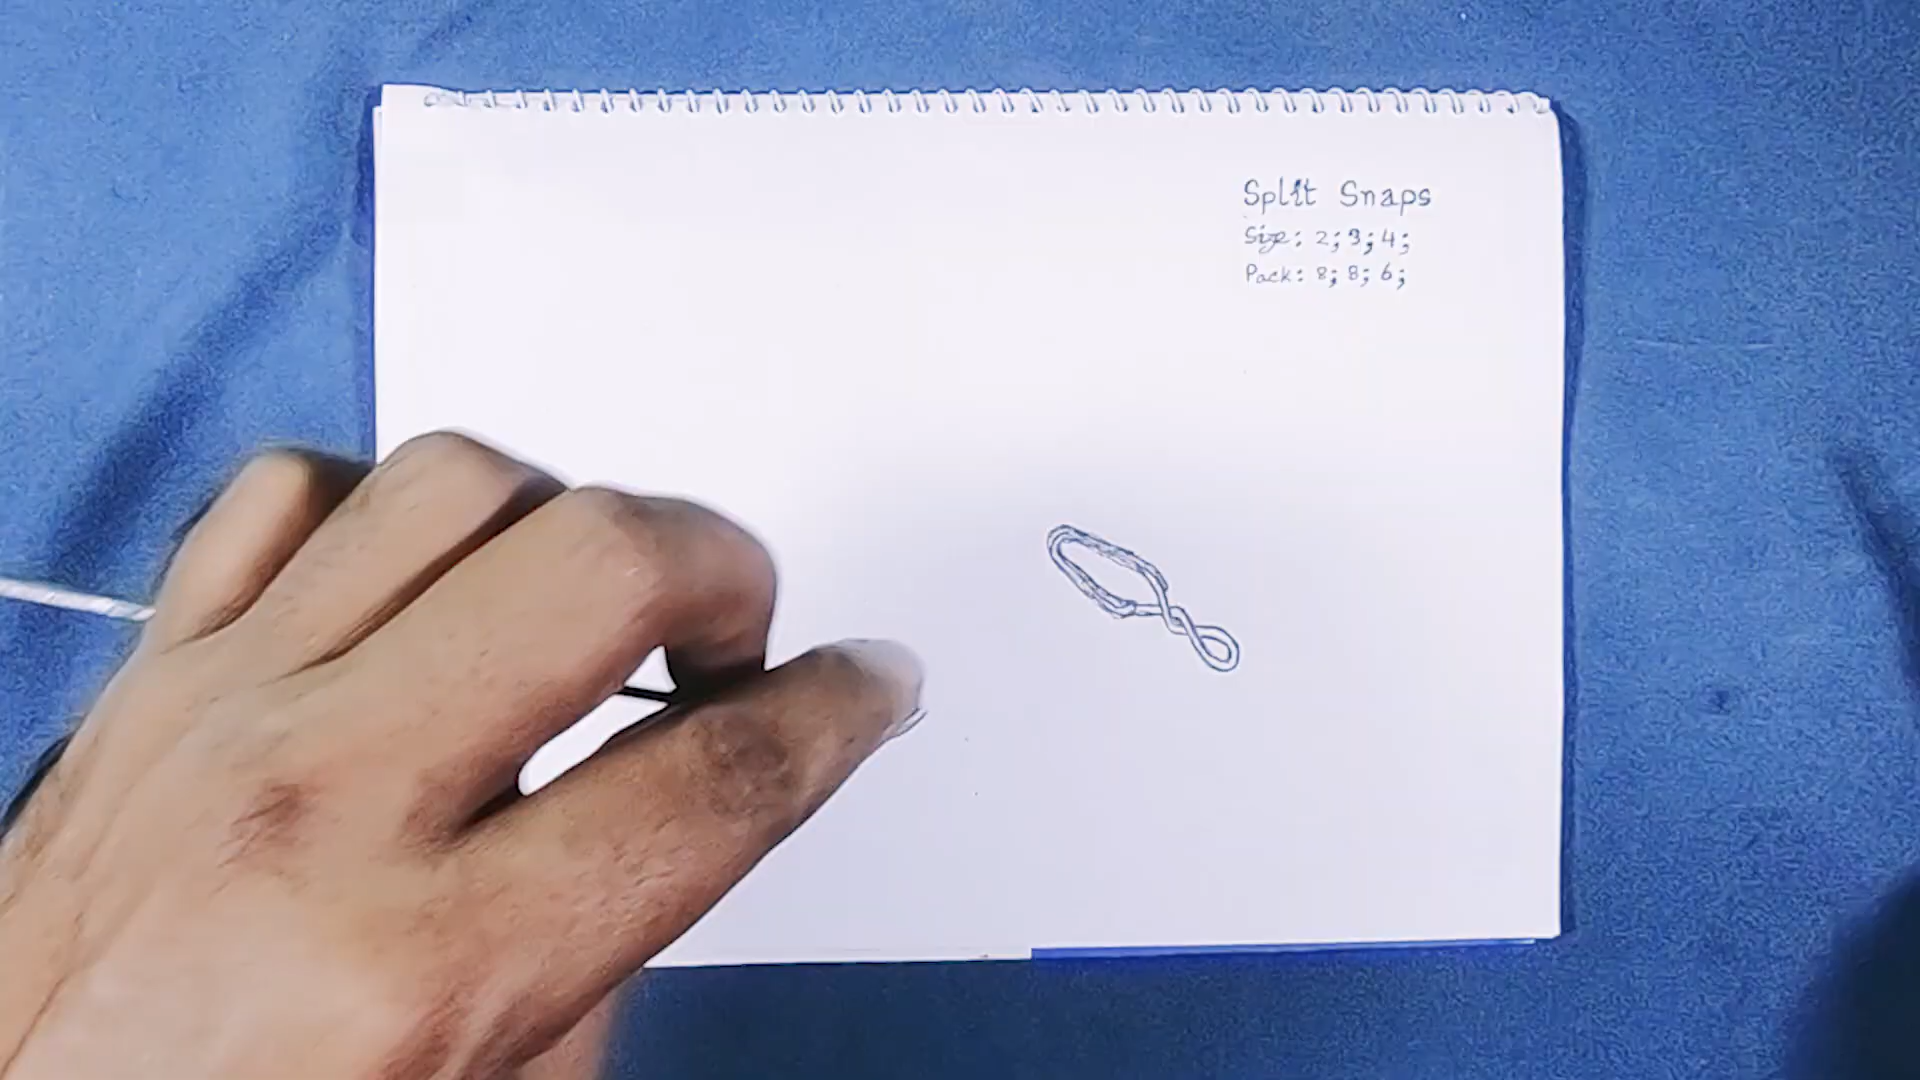 Split Snaps
Size: 2; 3; 4;
Pack: 8; 8; 6;